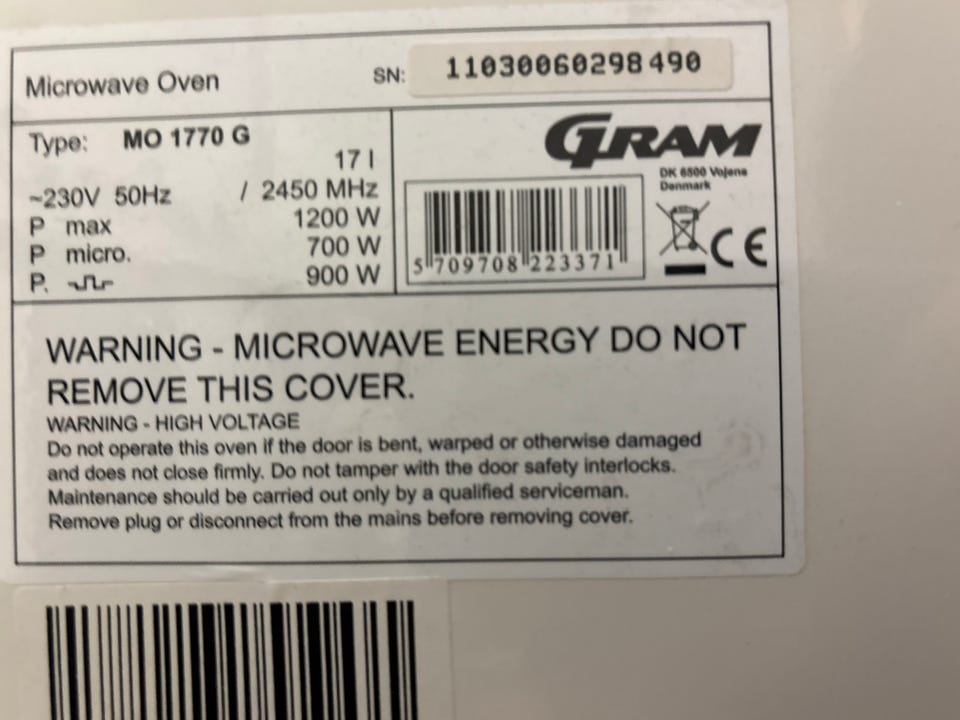 Microwave Oven
SN: 11030060298490
Type: MO 1770 G
17 l
~230V 50Hz / 2450 MHz
P max 1200 W
P micro. 700 W
P. 900 W
GRAM
DK 6500 Vojens
Denmark
5 709708 223371
CE
WARNING - MICROWAVE ENERGY DO NOT
REMOVE THIS COVER.
WARNING - HIGH VOLTAGE
Do not operate this oven if the door is bent, warped or otherwise damaged
and does not close firmly. Do not tamper with the door safety interlocks.
Maintenance should be carried out only by a qualified serviceman.
Remove plug or disconnect from the mains before removing cover.